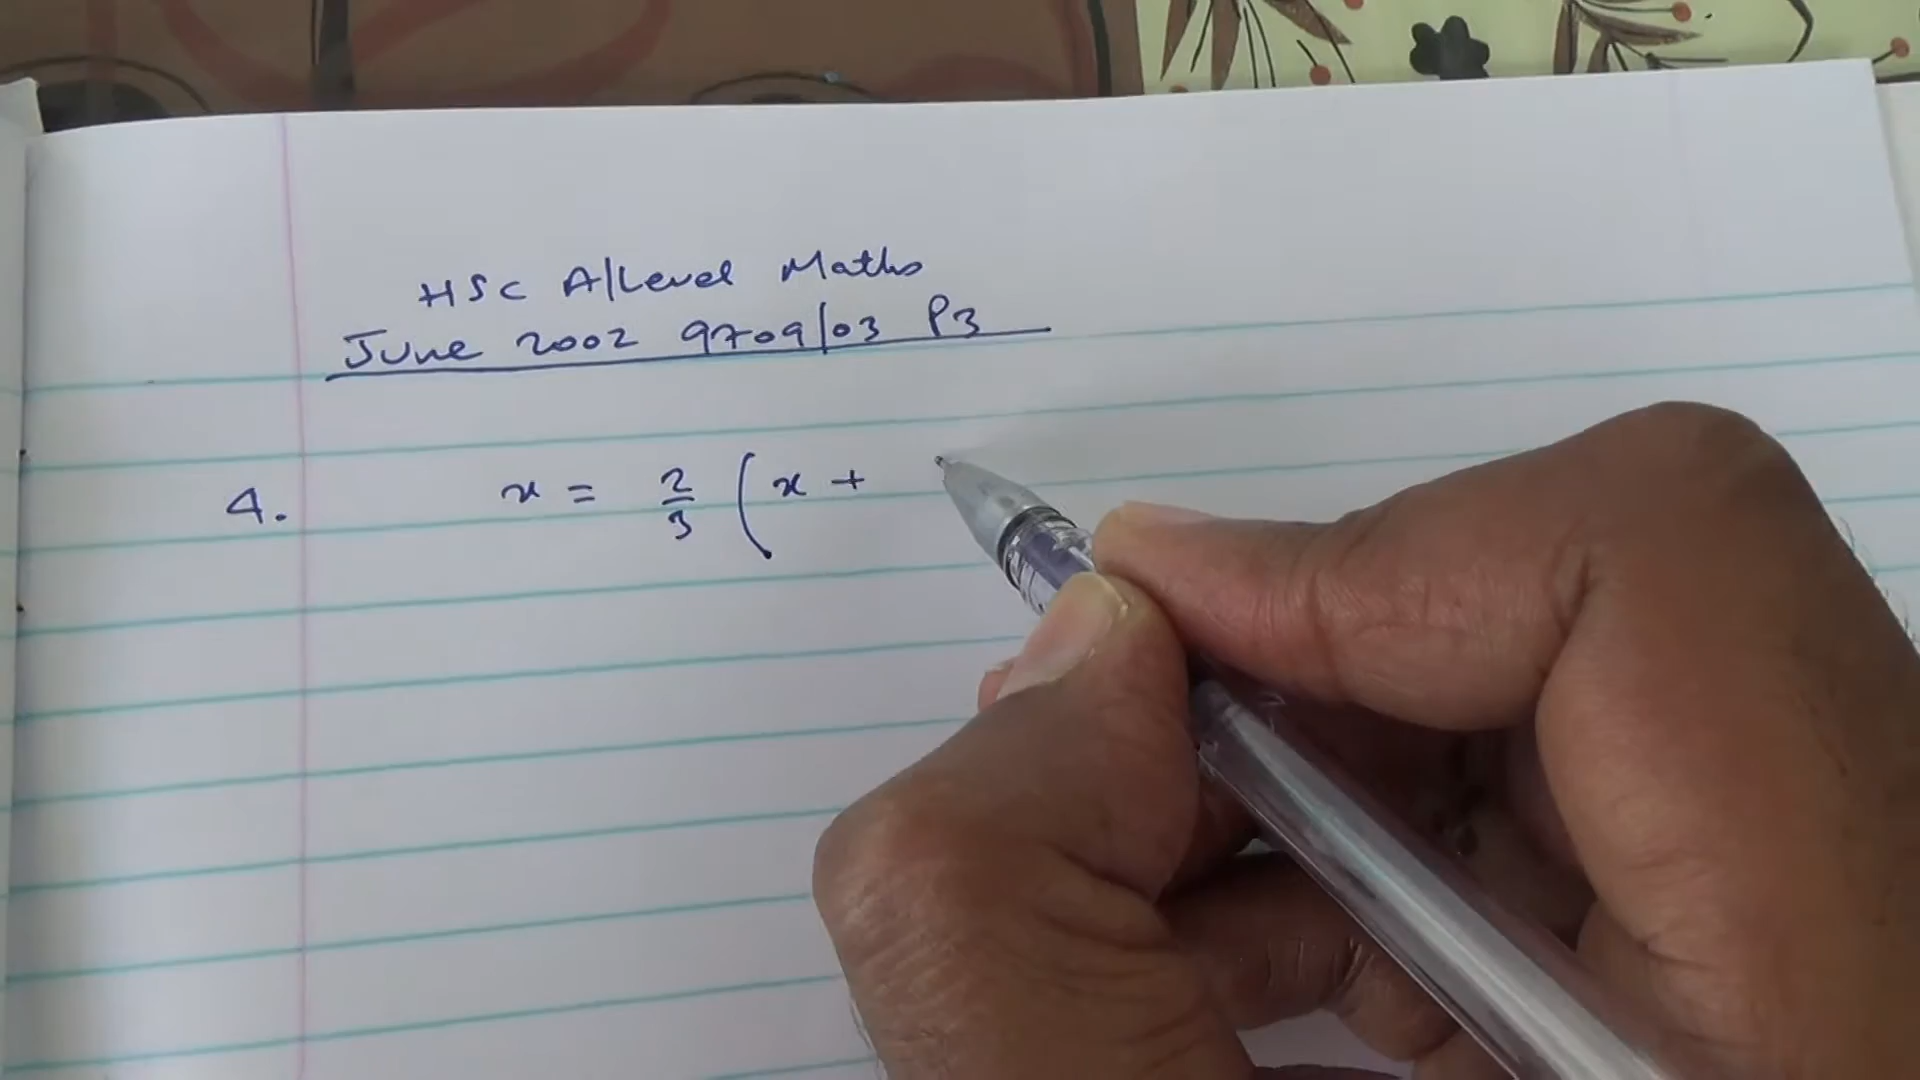 HSC A/Level Maths
June 2002 9709/03 P3
4. x = 2/3 ( x +